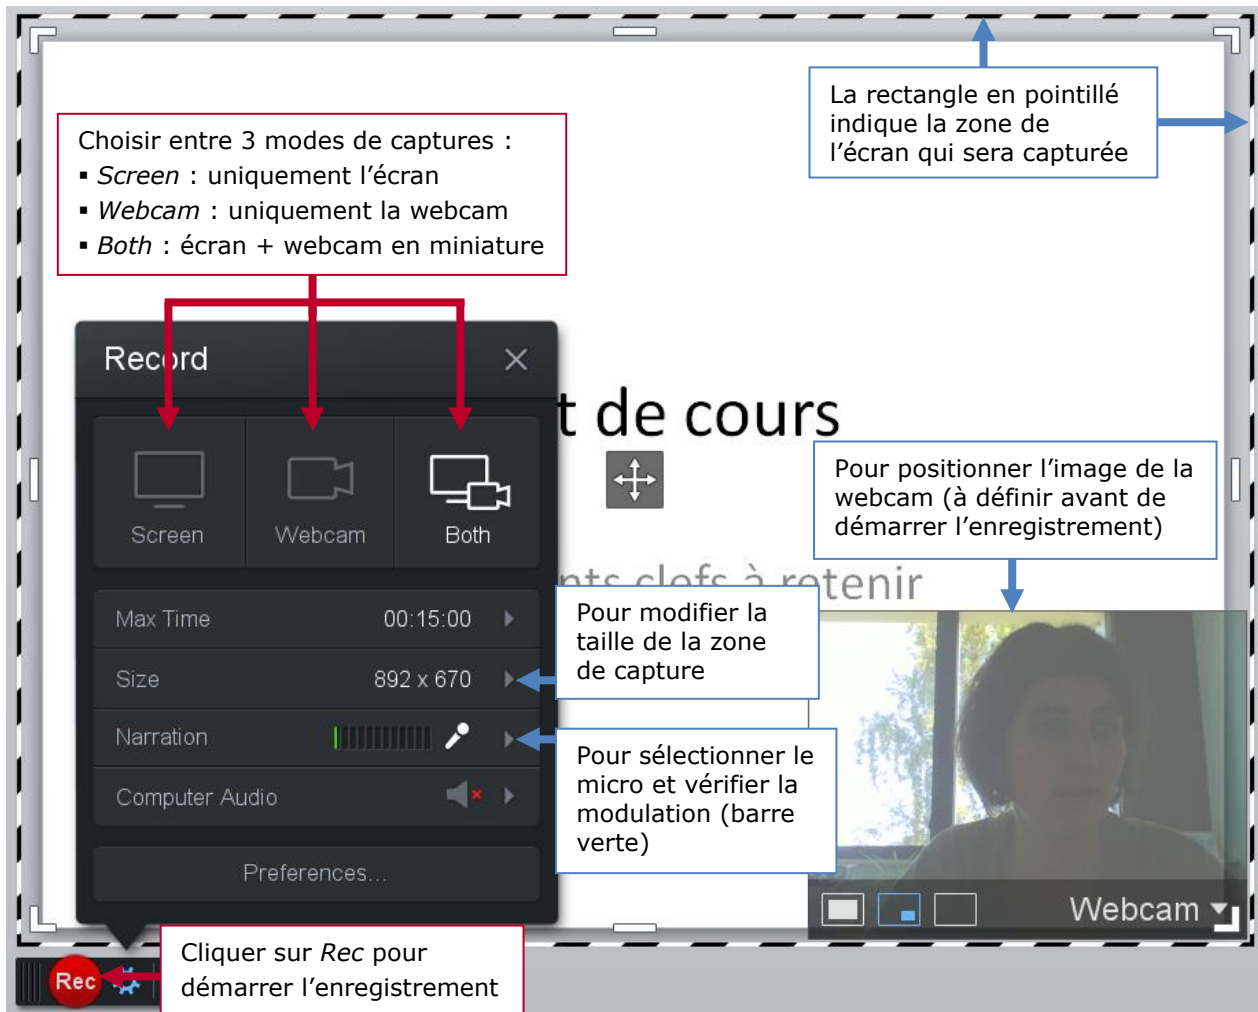 La rectangle en pointillé
indique la zone de
l’écran qui sera capturée
Choisir entre 3 modes de captures :
▪ Screen : uniquement l’écran
▪ Webcam : uniquement la webcam
▪ Both : écran + webcam en miniature
Record
t de cours
Screen
Webcam
Both
Pour positionner l’image de la
webcam (à définir avant de
démarrer l’enregistrement)
nts clefs à retenir
Max Time 00:15:00
Size 892 x 670
Narration
Computer Audio
Preferences...
Pour modifier la
taille de la zone
de capture
Pour sélectionner le
micro et vérifier la
modulation (barre
verte)
Webcam
Rec
Cliquer sur Rec pour
démarrer l’enregistrement